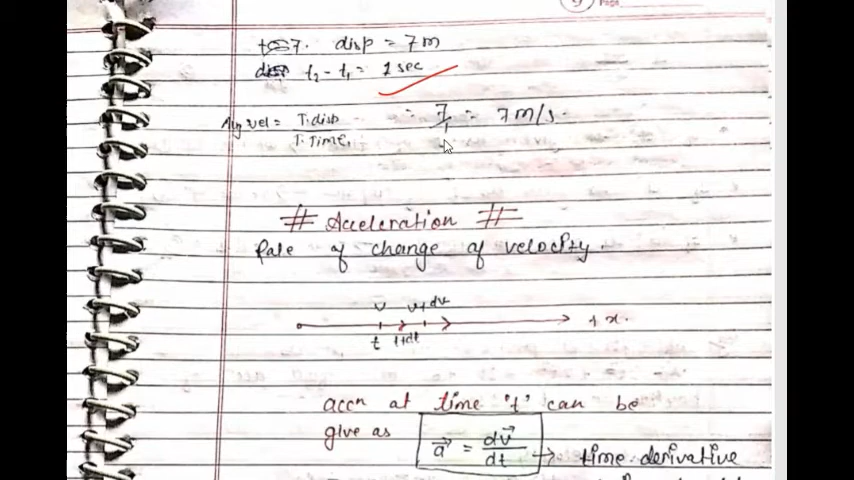 disp = 7m
t₂ - t₁ = 1 sec
Avg vel = T. disp / T. Time = 7/1 = 7 m/s.
# Acceleration #
Rate of change of velocity.
v v+dv
+x.
t t+dt
accn at time 't' can be
give as a⃗ = dv⃗/dt → time derivative